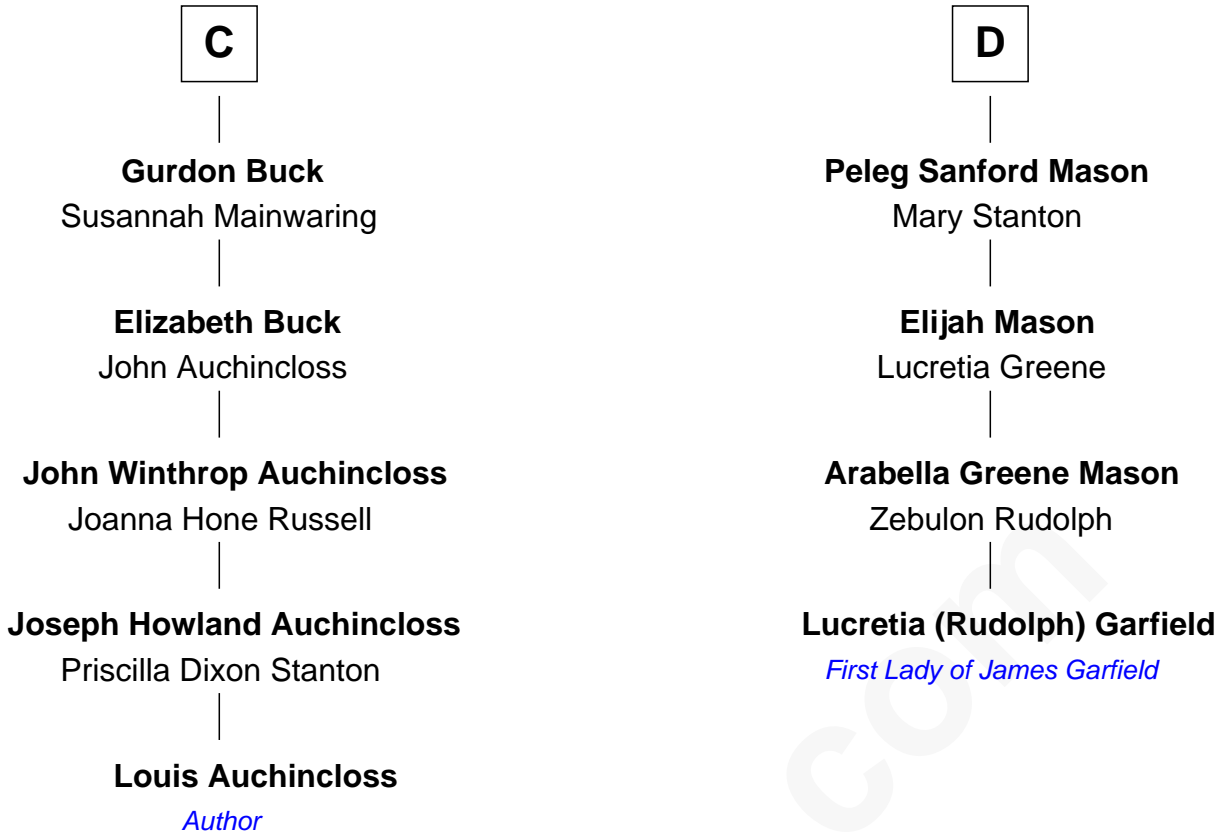 C
Gurdon Buck
Susannah Mainwaring
Elizabeth Buck
John Auchincloss
John Winthrop Auchincloss
Joanna Hone Russell
Joseph Howland Auchincloss
Priscilla Dixon Stanton
Louis Auchincloss
Author
D
Peleg Sanford Mason
Mary Stanton
Elijah Mason
Lucretia Greene
Arabella Greene Mason
Zebulon Rudolph
Lucretia (Rudolph) Garfield
First Lady of James Garfield
com